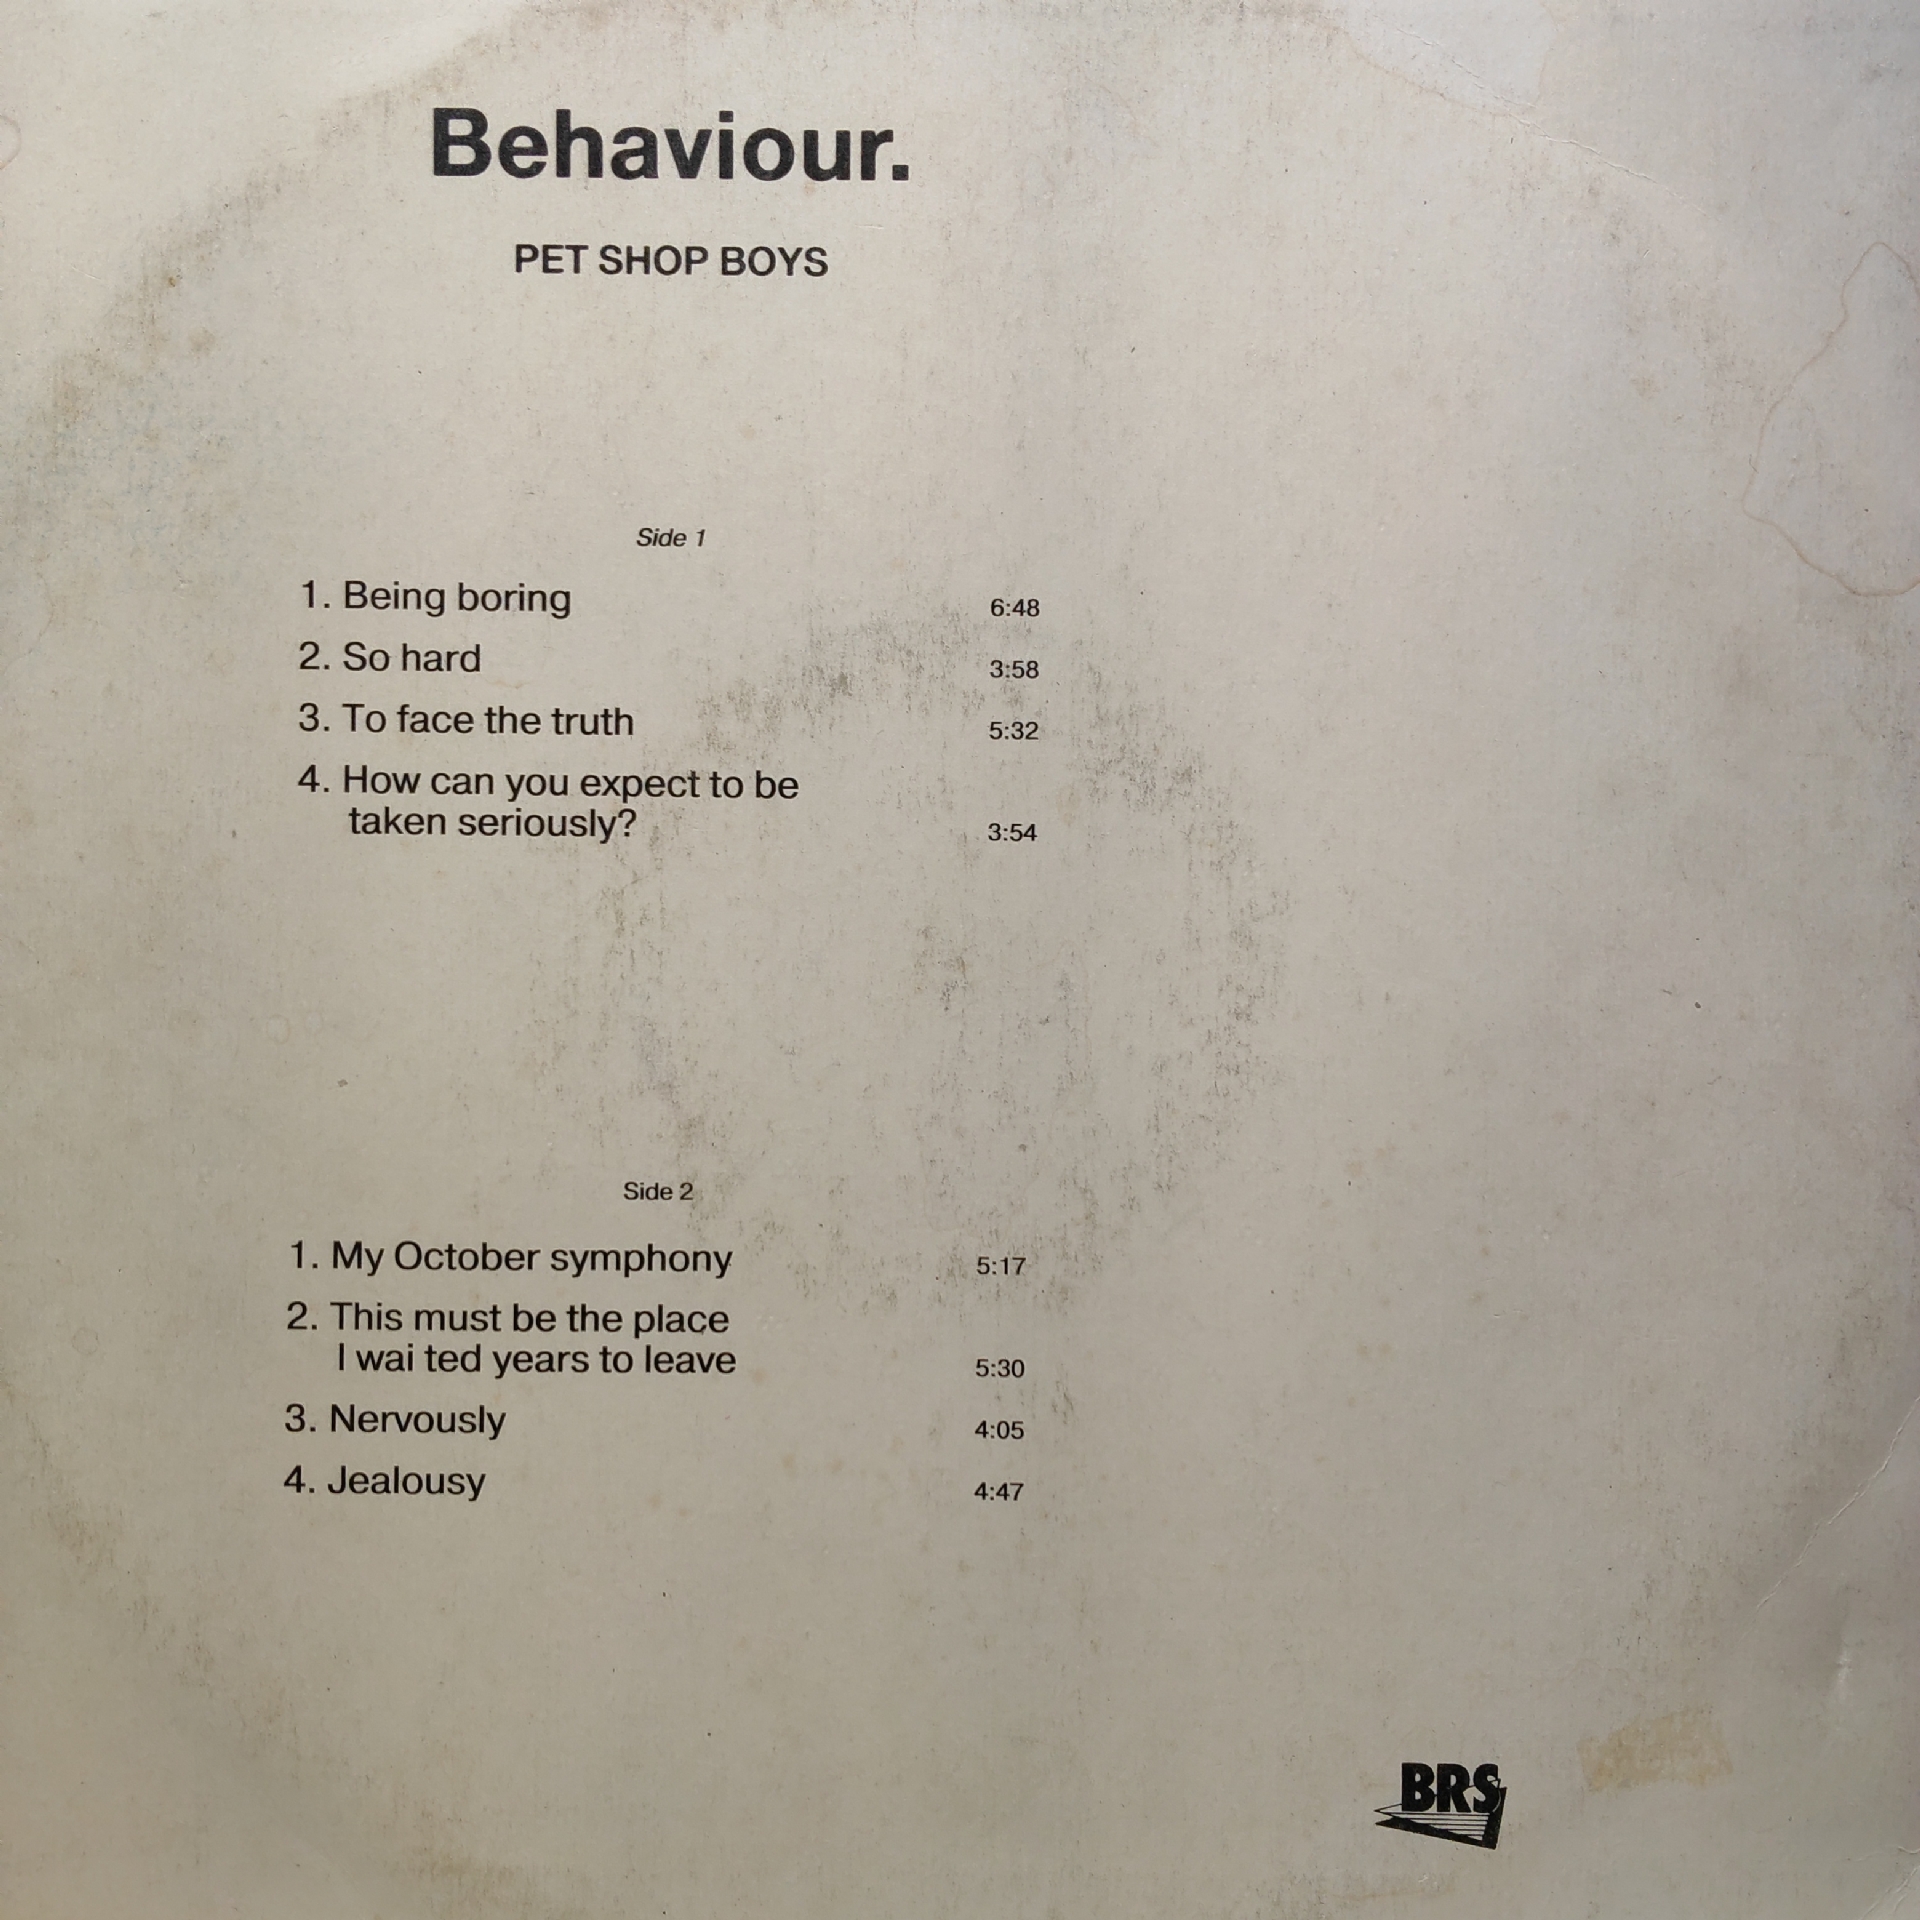 Behaviour.
PET SHOP BOYS
Side 1
1. Being boring 6:48
2. So hard 3:58
3. To face the truth 5:32
4. How can you expect to be
taken seriously? 3:54
Side 2
1. My October symphony 5:17
2. This must be the place
I wai ted years to leave 5:30
3. Nervously 4:05
4. Jealousy 4:47
BRS